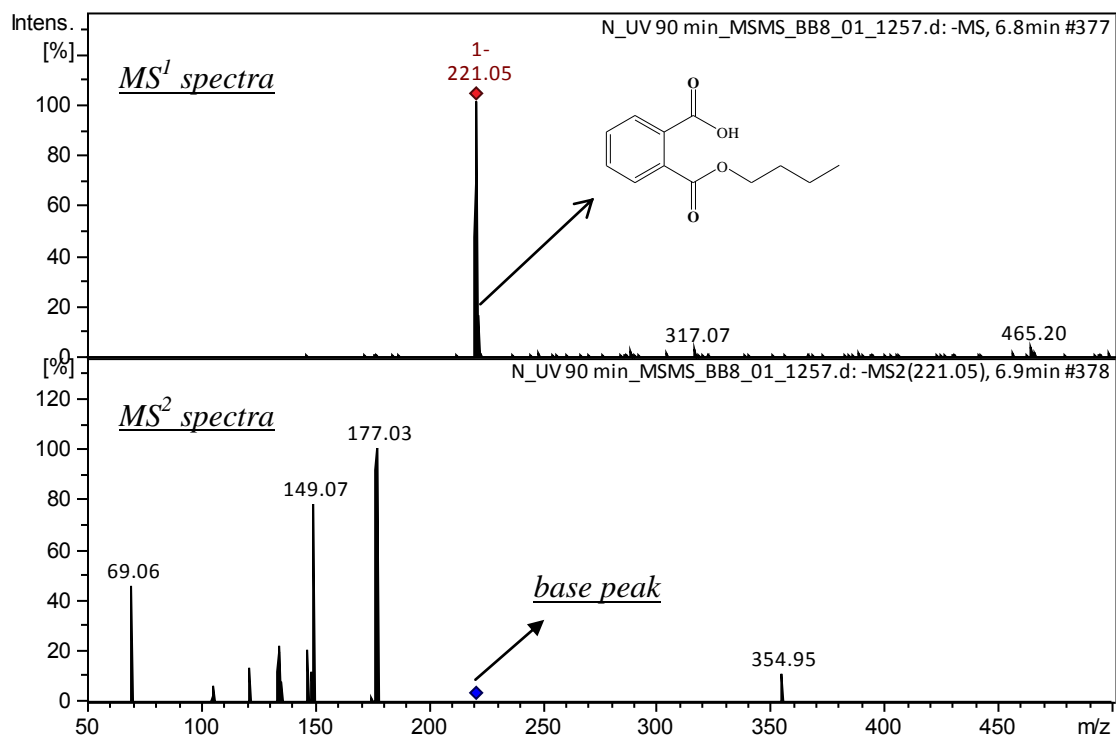 Intens.
[%]
N_UV 90 min_MSMS_BB8_01_1257.d: -MS, 6.8min #377
MS1 spectra
1-
221.05
O
OH
O
O
100
80
60
40
20
0
317.07
465.20
[%]
N_UV 90 min_MSMS_BB8_01_1257.d: -MS2(221.05), 6.9min #378
MS2 spectra
120
100
80
60
40
20
0
177.03
149.07
69.06
base peak
354.95
50 100 150 200 250 300 350 400 450 m/z